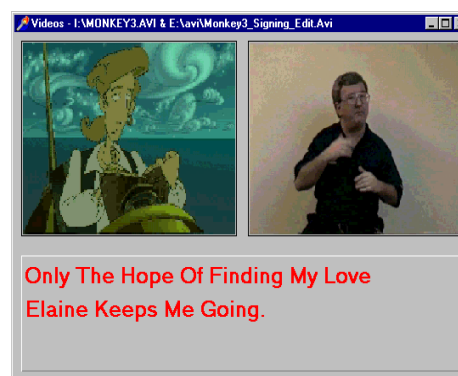 Videos - I:\MONKEY3.AVI & E:\avi\Monkey3_Signing_Edit.Avi
Only The Hope Of Finding My Love
Elaine Keeps Me Going.